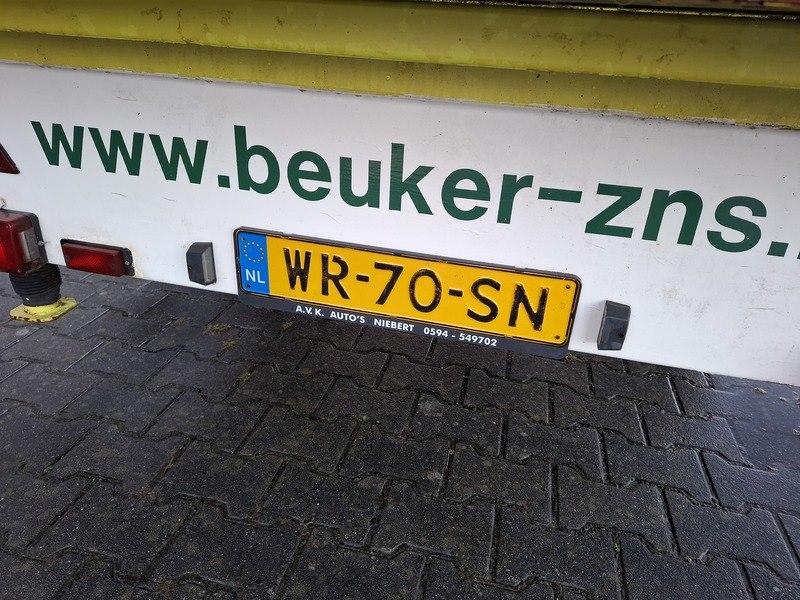 www.beuker-zns.
NL WR-70-SN
A.V.K. AUTO'S NIEBERT 0594 - 549702